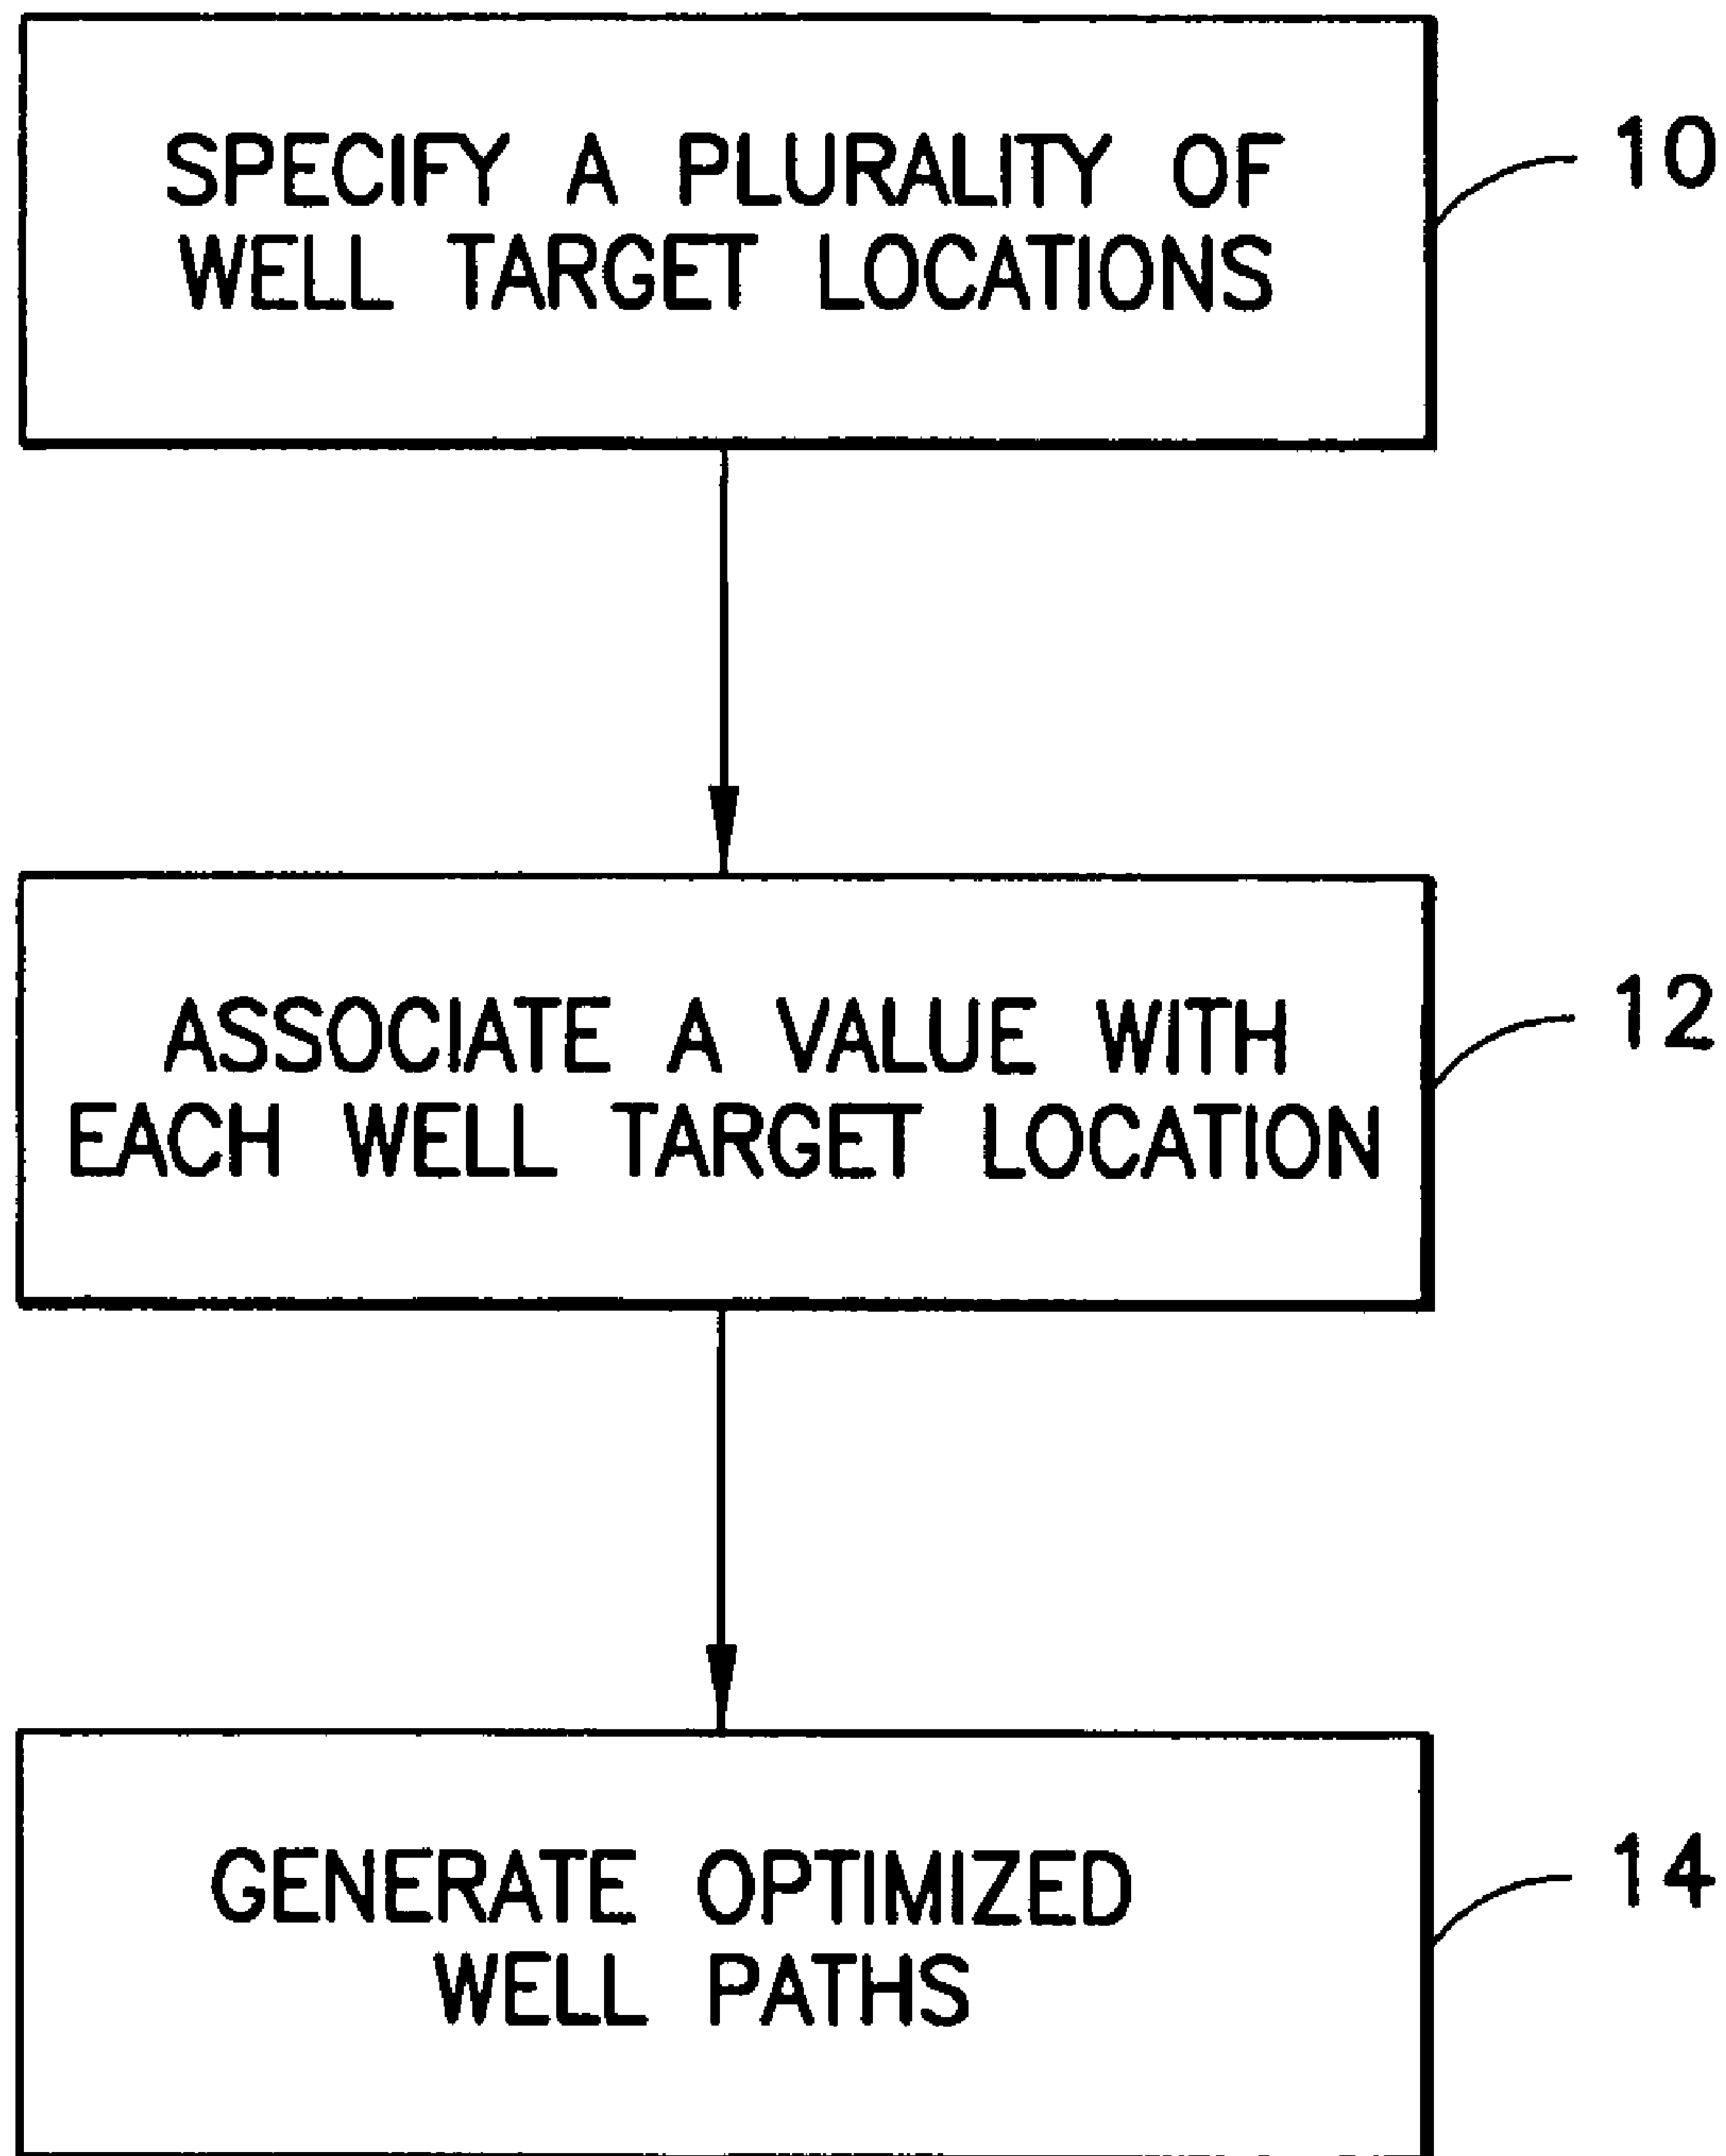 SPECIFY A PLURALITY OF
WELL TARGET LOCATIONS
10
ASSOCIATE A VALUE WITH
EACH WELL TARGET LOCATION
12
GENERATE OPTIMIZED
WELL PATHS
14